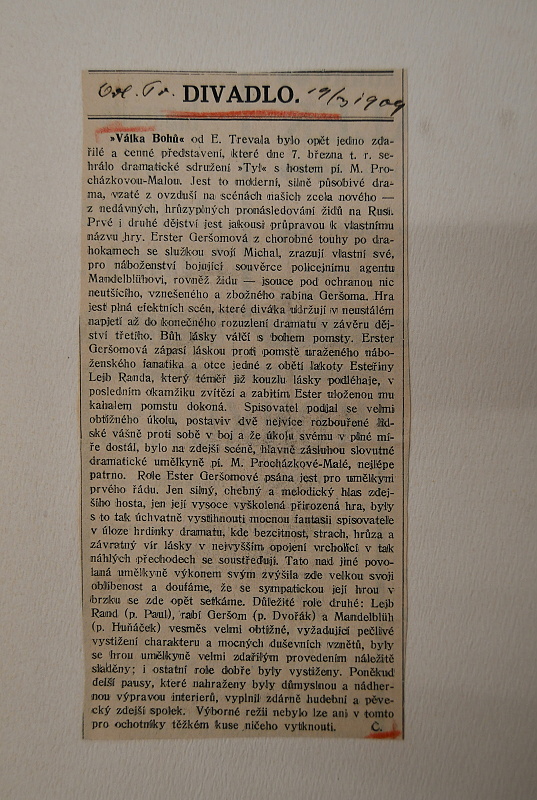 DIVADLO. 19/3 1909
»Válka Bohů« od E. Trevala bylo opět jedno zda-
řilé a cenné představení, které dne 7. března t. r. se-
hrálo dramatické sdružení »Tyl« s hostem pí. M. Pro-
cházkovou-Malou. Jest to moderní, silně působivé dra-
ma, vzaté z ovzduší na scénách našich zcela nového —
z nedávných, hrůzyplných pronásledování židů na Rusi.
Prvé i druhé dějství jest jakousi průpravou k vlastnímu
názvu hry. Erster Geršomová z chorobné touhy po dra-
hokamech se služkou svojí Michal, zrazují vlastní své,
pro náboženství bojující souvěrce policejnímu agentu
Mandelblühovi, rovněž židu — jsouce pod ochranou nic
netušícího, vznešeného a zbožného rabína Geršoma. Hra
jest plná efektních scén, které diváka udržují v neustálém
napjetí až do konečného rozuzlení dramatu v závěru děj-
ství třetího. Bůh lásky válčí s bohem pomsty. Erster
Geršomová zápasí láskou proti pomstě uraženého nábo-
ženského fanatika a otce jedné z obětí lakoty Esteřiny
Lejb Randa, který téměř již kouzlu lásky podléhaje, v
posledním okamžiku zvítězí a zabitím Ester uloženou mu
kahalem pomstu dokoná. Spisovatel podjal se velmi
obtížného úkolu, postaviv dvě nejvíce rozbouřené lid-
ské vášně proti sobě v boj a že úkolu svému v plné mí-
ře dostál, bylo na zdejší scéně, hlavně zásluhou slovutné
dramatické umělkyně pí. M. Procházkové-Malé, nejlépe
patrno. Role Ester Geršomové psána jest pro umělkyni
prvého řádu. Jen silný, chebný a melodický hlas zdej-
šího hosta, jen její vysoce vyškolená přirozená hra, byly
s to tak úchvatně vystihnouti mocnou fantasii spisovatele
v úloze hrdinky dramatu, kde bezcitnost, strach, hrůza a
závratný vír lásky v nejvyšším opojení vrcholící v tak
náhlých přechodech se soustřeďují. Tato nad jiné povo-
laná umělkyně výkonem svým zvýšila zde velkou svoji
oblíbenost a doufáme, že se sympatickou její hrou v
brzku se zde opět setkáme. Důležité role druhé: Lejb
Rand (p. Paul), rabí Geršom (p. Dvořák) a Mandelblüh
(p. Huňáček) vesměs velmi obtížné, vyžadující pečlivé
vystižení charakteru a mocných duševních vznětů, byly
se hrou umělkyně velmi zdařilým provedením náležitě
sladěny; i ostatní role dobře byly vystiženy. Poněkud
delší pausy, které nahraženy byly důmyslnou a nádher-
nou výpravou interierů, vyplnil zdárně hudební a pěve-
cký zdejší spolek. Výborné režii nebylo lze ani v tomto
pro ochotníky těžkém kuse ničeho vytknouti. Č.